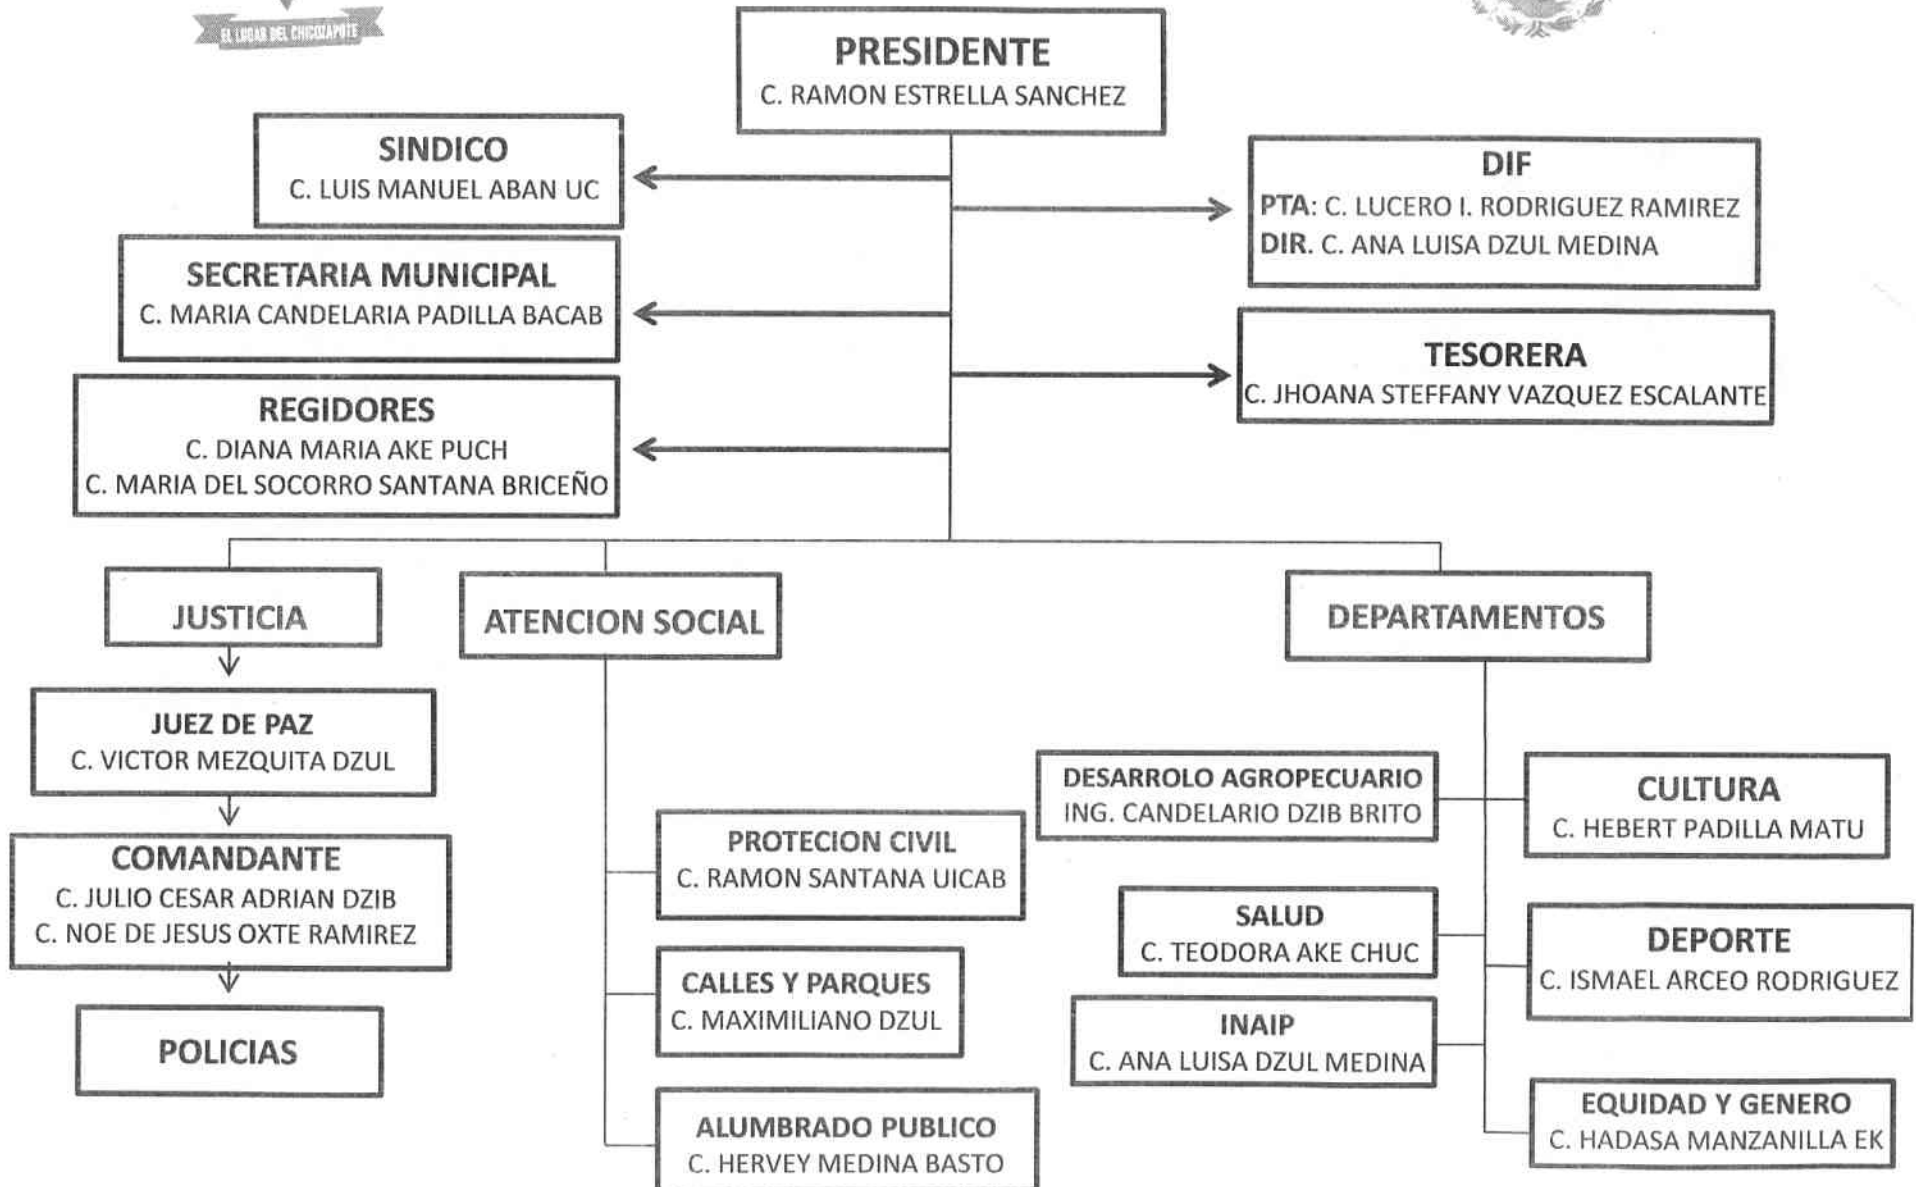 EL LUGAR DEL CHICOZAPOTE
PRESIDENTE
C. RAMON ESTRELLA SANCHEZ
SINDICO
C. LUIS MANUEL ABAN UC
DIF
PTA: C. LUCERO I. RODRIGUEZ RAMIREZ
DIR. C. ANA LUISA DZUL MEDINA
SECRETARIA MUNICIPAL
C. MARIA CANDELARIA PADILLA BACAB
TESORERA
C. JHOANA STEFFANY VAZQUEZ ESCALANTE
REGIDORES
C. DIANA MARIA AKE PUCH
C. MARIA DEL SOCORRO SANTANA BRICEÑO
JUSTICIA
ATENCION SOCIAL
DEPARTAMENTOS
JUEZ DE PAZ
C. VICTOR MEZQUITA DZUL
COMANDANTE
C. JULIO CESAR ADRIAN DZIB
C. NOE DE JESUS OXTE RAMIREZ
POLICIAS
PROTECION CIVIL
C. RAMON SANTANA UICAB
CALLES Y PARQUES
C. MAXIMILIANO DZUL
ALUMBRADO PUBLICO
C. HERVEY MEDINA BASTO
DESARROLO AGROPECUARIO
ING. CANDELARIO DZIB BRITO
CULTURA
C. HEBERT PADILLA MATU
SALUD
C. TEODORA AKE CHUC
DEPORTE
C. ISMAEL ARCEO RODRIGUEZ
INAIP
C. ANA LUISA DZUL MEDINA
EQUIDAD Y GENERO
C. HADASA MANZANILLA EK